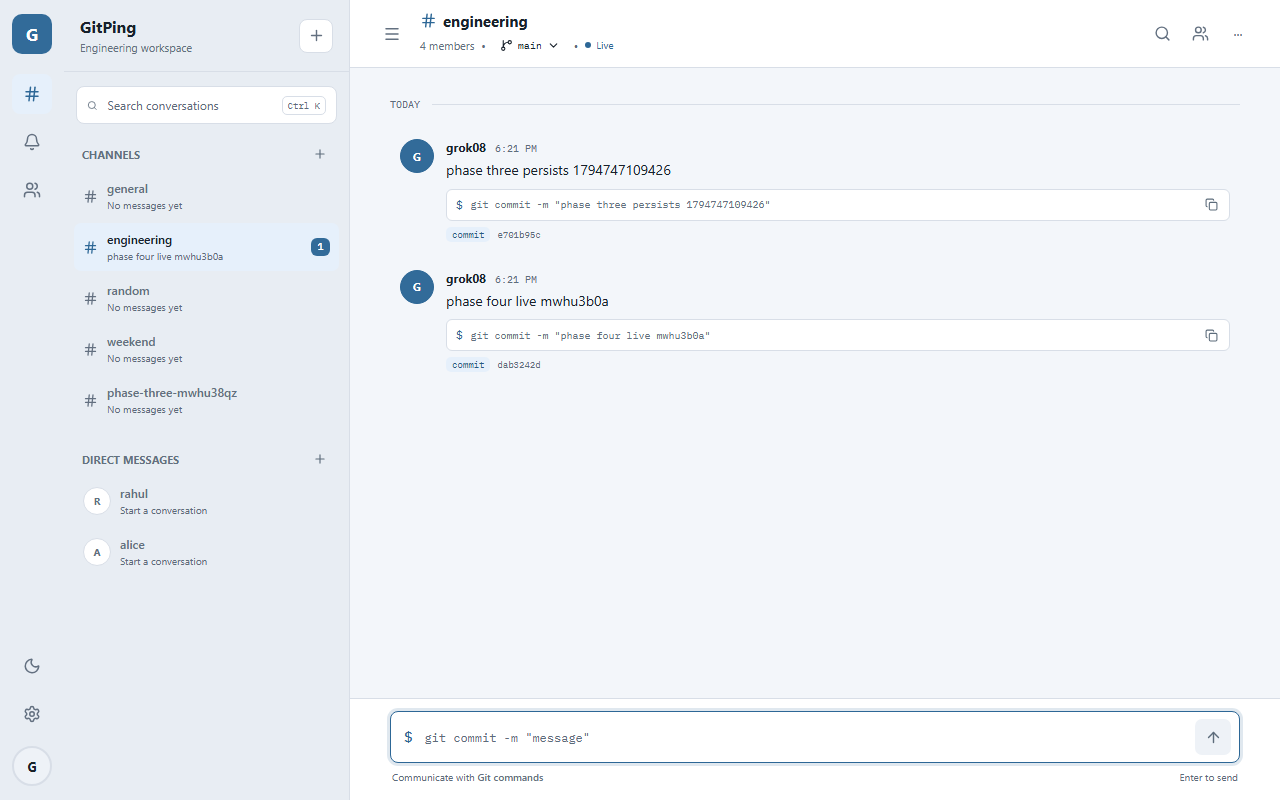 G
GitPing
Engineering workspace
Search conversations
Ctrl K
CHANNELS
general
No messages yet
engineering
phase four live mwhu3b0a
1
random
No messages yet
weekend
No messages yet
phase-three-mwhu38qz
No messages yet
DIRECT MESSAGES
R
rahul
Start a conversation
A
alice
Start a conversation
G
# engineering
4 members • main • Live
TODAY
G
grok08 6:21 PM
phase three persists 1794747109426
$ git commit -m "phase three persists 1794747109426"
commit e701b95c
G
grok08 6:21 PM
phase four live mwhu3b0a
$ git commit -m "phase four live mwhu3b0a"
commit dab3242d
$ git commit -m "message"
Communicate with Git commands
Enter to send